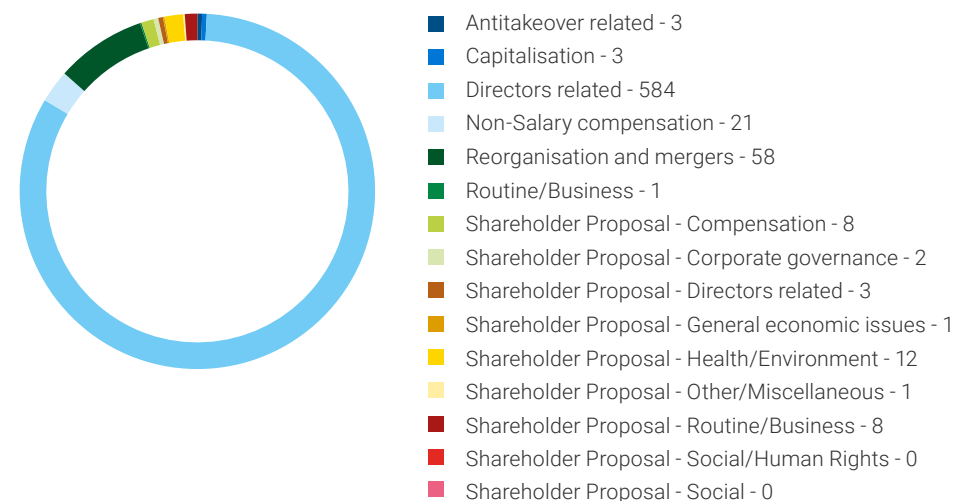 Antitakeover related - 3
Capitalisation - 3
Directors related - 584
Non-Salary compensation - 21
Reorganisation and mergers - 58
Routine/Business - 1
Shareholder Proposal - Compensation - 8
Shareholder Proposal - Corporate governance - 2
Shareholder Proposal - Directors related - 3
Shareholder Proposal - General economic issues - 1
Shareholder Proposal - Health/Environment - 12
Shareholder Proposal - Other/Miscellaneous - 1
Shareholder Proposal - Routine/Business - 8
Shareholder Proposal - Social/Human Rights - 0
Shareholder Proposal - Social - 0